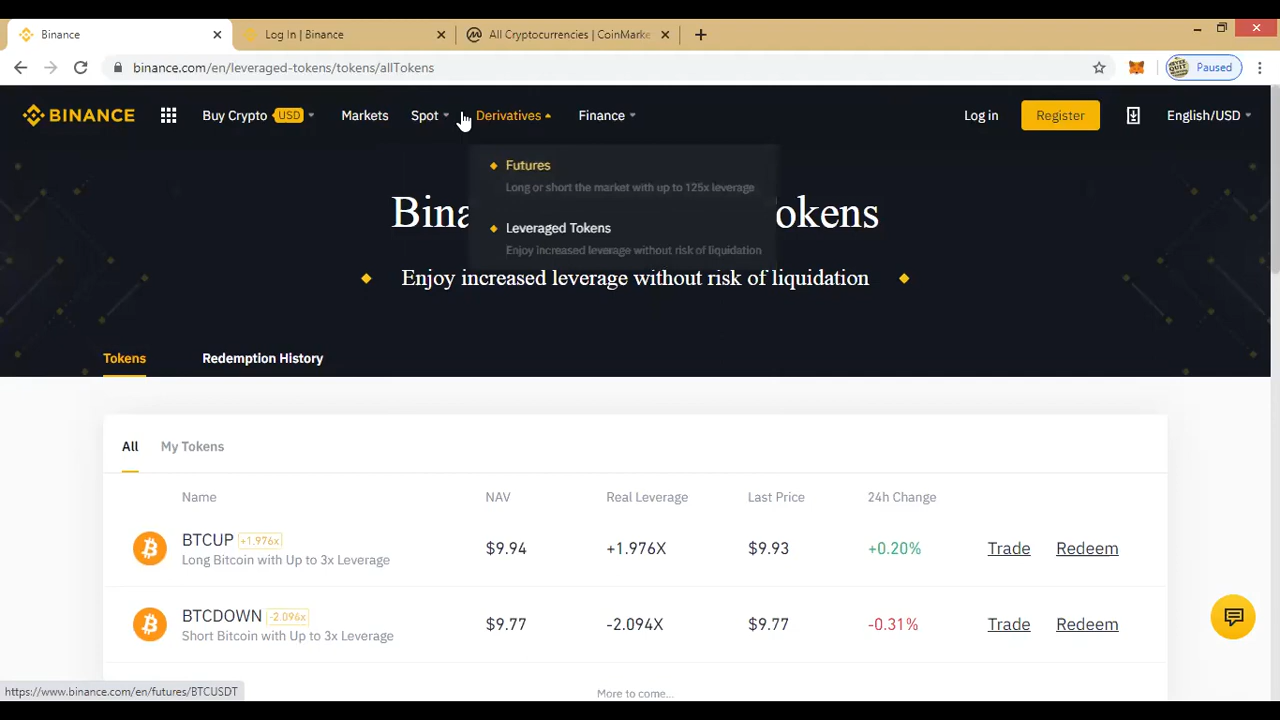 Binance
Log In | Binance
All Cryptocurrencies | CoinMarke
binance.com/en/leveraged-tokens/tokens/allTokens
Paused
BINANCE
Buy Crypto USD
Markets
Spot
Derivatives
Finance
Log in
Register
English/USD
Futures
Long or short the market with up to 125x leverage
Leveraged Tokens
Enjoy increased leverage without risk of liquidation
Bina okens
Enjoy increased leverage without risk of liquidation
Tokens
Redemption History
All
My Tokens
Name NAV Real Leverage Last Price 24h Change
BTCUP +1.976x
Long Bitcoin with Up to 3x Leverage
$9.94 +1.976X $9.93 +0.20% Trade Redeem
BTCDOWN -2.096x
Short Bitcoin with Up to 3x Leverage
$9.77 -2.094X $9.77 -0.31% Trade Redeem
More to come...
https://www.binance.com/en/futures/BTCUSDT